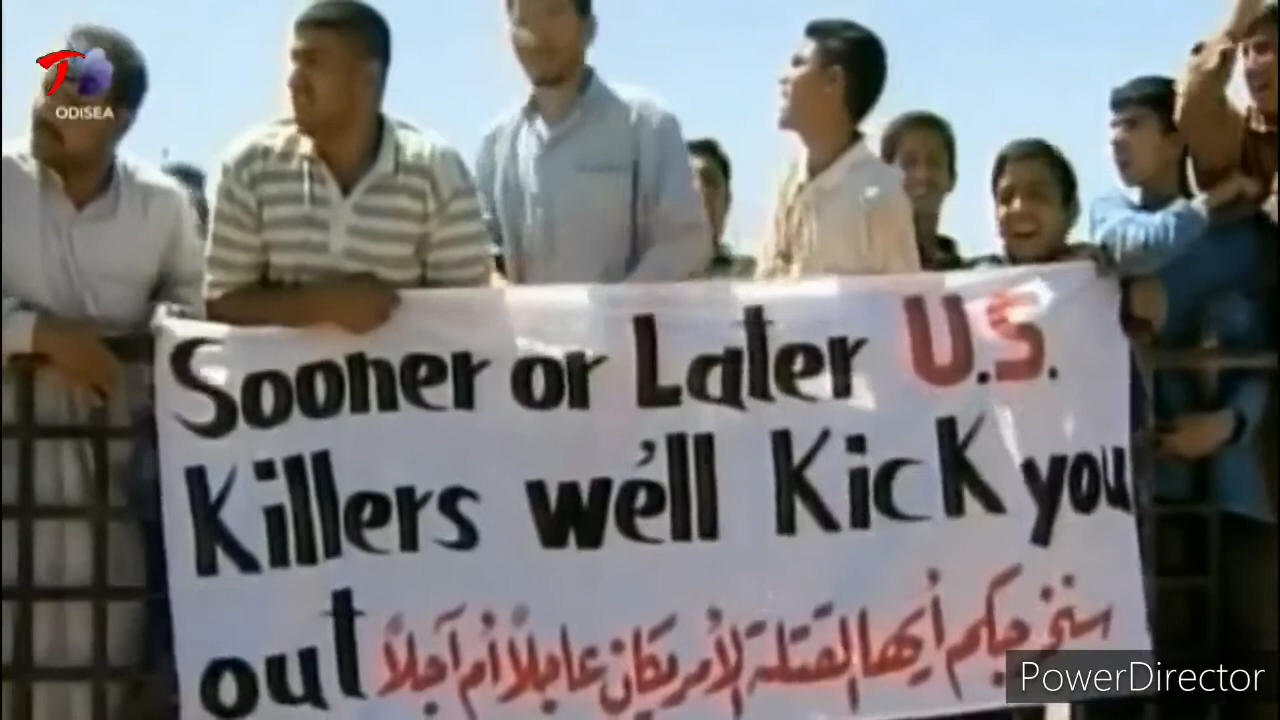 ODISEA
Sooner or Later U.S.
Killers we'll Kick you
out سنخرجكم أيها القتلة الأمريكان عاجلاً أم آجلاً
PowerDirector